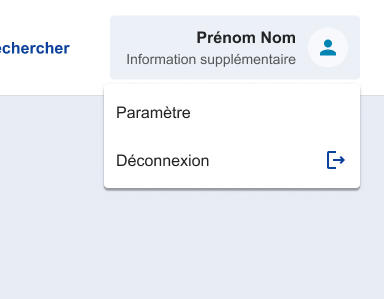 echercher
Prénom Nom
Information supplémentaire
Paramètre
Déconnexion